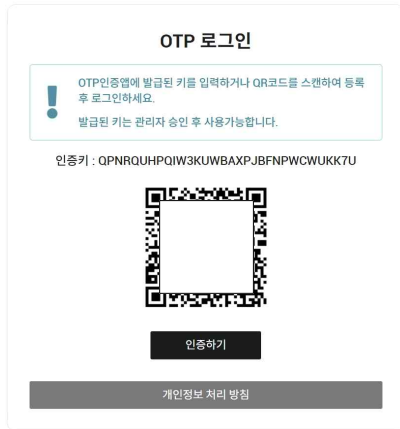 OTP 로그인
OTP인증앱에 발급된 키를 입력하거나 QR코드를 스캔하여 등록
후 로그인하세요.
발급된 키는 관리자 승인 후 사용가능합니다.
인증키 : QPNRQUHPQIW3KUWBAXPJBFNPWCWUKK7U
인증하기
개인정보 처리 방침